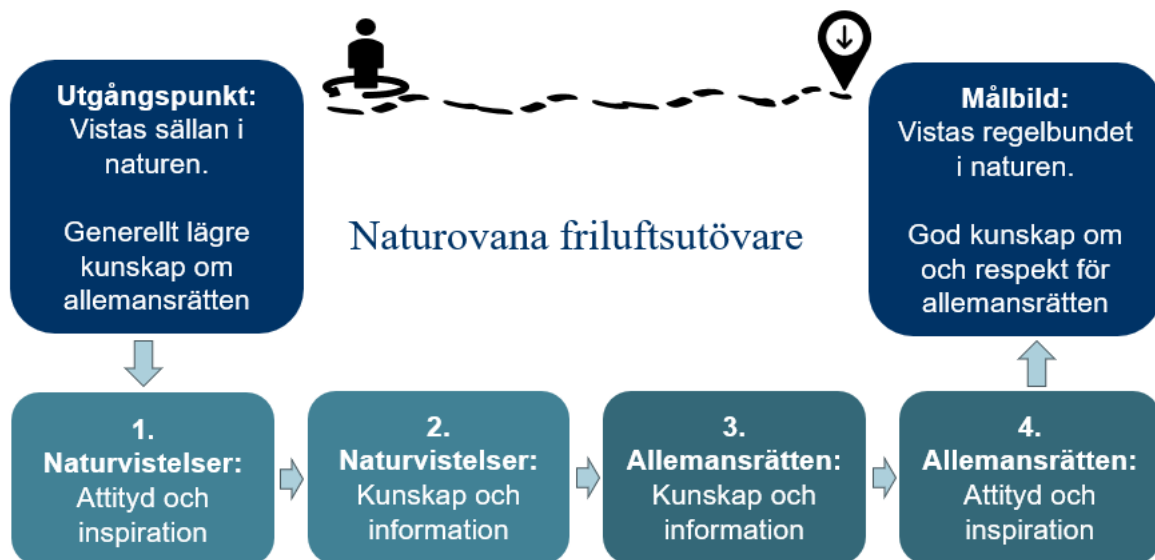 Utgångspunkt:
Vistas sällan i
naturen.
Generellt lägre
kunskap om
allemansrätten
Naturovana friluftsutövare
Målbild:
Vistas regelbundet
i naturen.
God kunskap om
och respekt för
allemansrätten
1.
Naturvistelser:
Attityd och
inspiration
2.
Naturvistelser:
Kunskap och
information
3.
Allemansrätten:
Kunskap och
information
4.
Allemansrätten:
Attityd och
inspiration